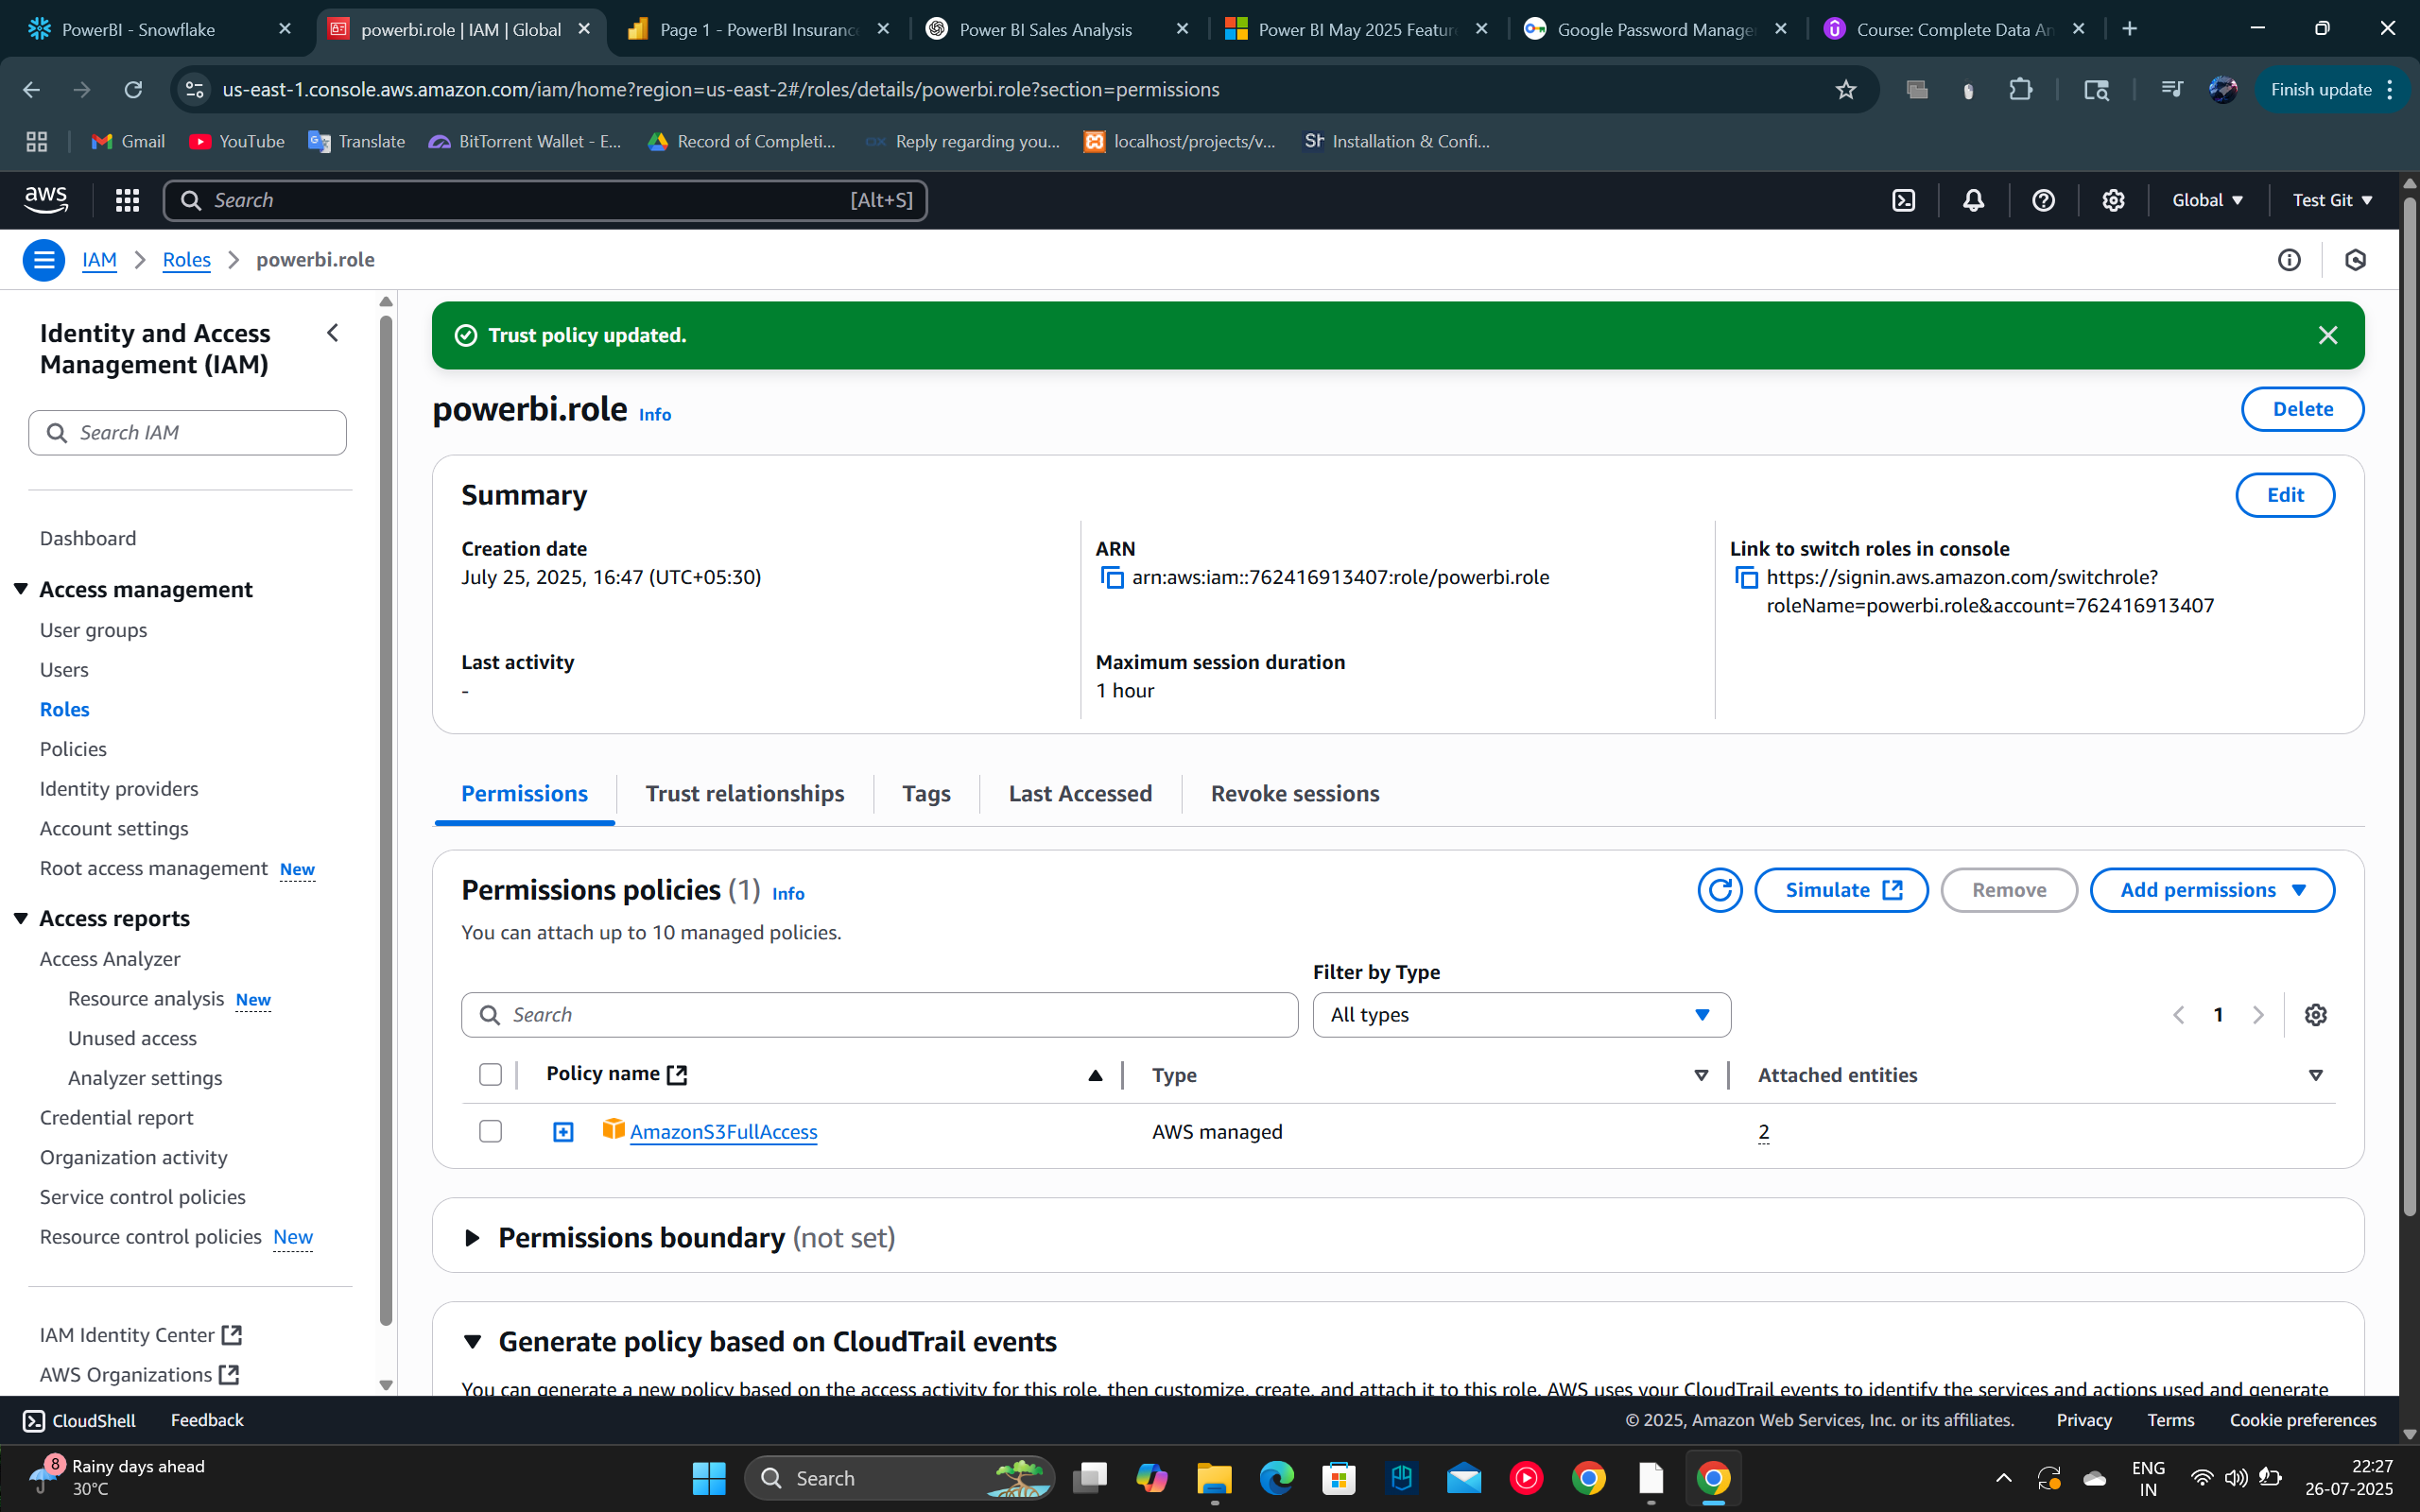 PowerBI - Snowflake
powerbi.role | IAM | Global
Page 1 - PowerBI Insuranc
Power BI Sales Analysis
Power BI May 2025 Featur
Google Password Manage
Course: Complete Data An
us-east-1.console.aws.amazon.com/iam/home?region=us-east-2#/roles/details/powerbi.role?section=permissions
Finish update
Gmail
YouTube
Translate
BitTorrent Wallet - E...
Record of Completi...
Reply regarding you...
localhost/projects/v...
Sh Installation & Confi...
aws
Search
[Alt+S]
Global
Test Git
IAM
Roles
powerbi.role
Identity and Access
Management (IAM)
Search IAM
Dashboard
Access management
User groups
Users
Roles
Policies
Identity providers
Account settings
Root access management New
Access reports
Access Analyzer
Resource analysis New
Unused access
Analyzer settings
Credential report
Organization activity
Service control policies
Resource control policies New
IAM Identity Center
AWS Organizations
Trust policy updated.
powerbi.role Info
Delete
Summary
Edit
Creation date
July 25, 2025, 16:47 (UTC+05:30)
ARN
arn:aws:iam::762416913407:role/powerbi.role
Link to switch roles in console
https://signin.aws.amazon.com/switchrole?
roleName=powerbi.role&account=762416913407
Last activity
-
Maximum session duration
1 hour
Permissions
Trust relationships
Tags
Last Accessed
Revoke sessions
Permissions policies (1) Info
Simulate
Remove
Add permissions
You can attach up to 10 managed policies.
Filter by Type
Search
All types
1
Policy name
Type
Attached entities
AmazonS3FullAccess
AWS managed
2
Permissions boundary (not set)
Generate policy based on CloudTrail events
You can generate a new policy based on the access activity for this role, then customize, create, and attach it to this role. AWS uses your CloudTrail events to identify the services and actions used and generate
CloudShell
Feedback
© 2025, Amazon Web Services, Inc. or its affiliates.
Privacy
Terms
Cookie preferences
8
Rainy days ahead
30°C
Search
ENG
IN
22:27
26-07-2025